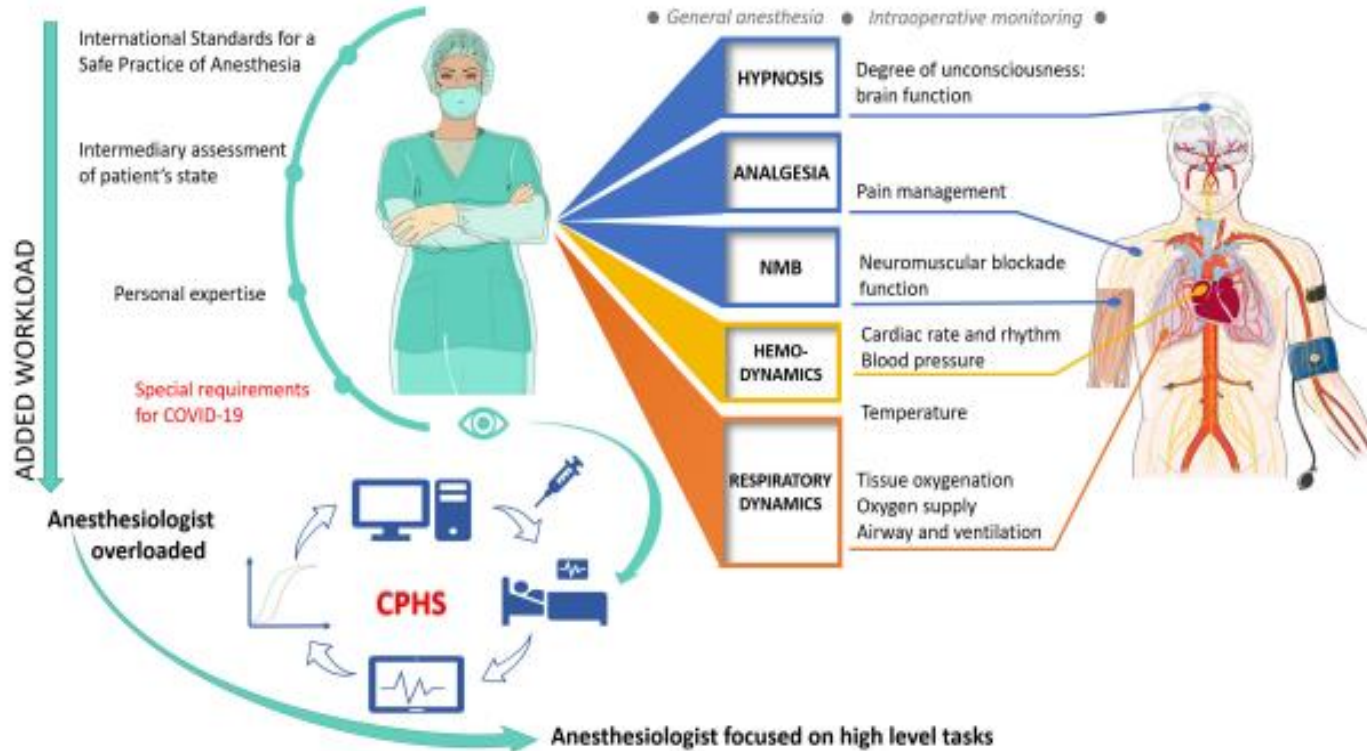 ● General anesthesia ● Intraoperative monitoring ●
International Standards for a
Safe Practice of Anesthesia
Intermediary assessment
of patient's state
Personal expertise
Special requirements
for COVID-19
ADDED WORKLOAD
Anesthesiologist
overloaded
CPHS
Anesthesiologist focused on high level tasks
HYPNOSIS
Degree of unconsciousness:
brain function
ANALGESIA
Pain management
NMB
Neuromuscular blockade
function
HEMO-
DYNAMICS
Cardiac rate and rhythm
Blood pressure
Temperature
RESPIRATORY
DYNAMICS
Tissue oxygenation
Oxygen supply
Airway and ventilation